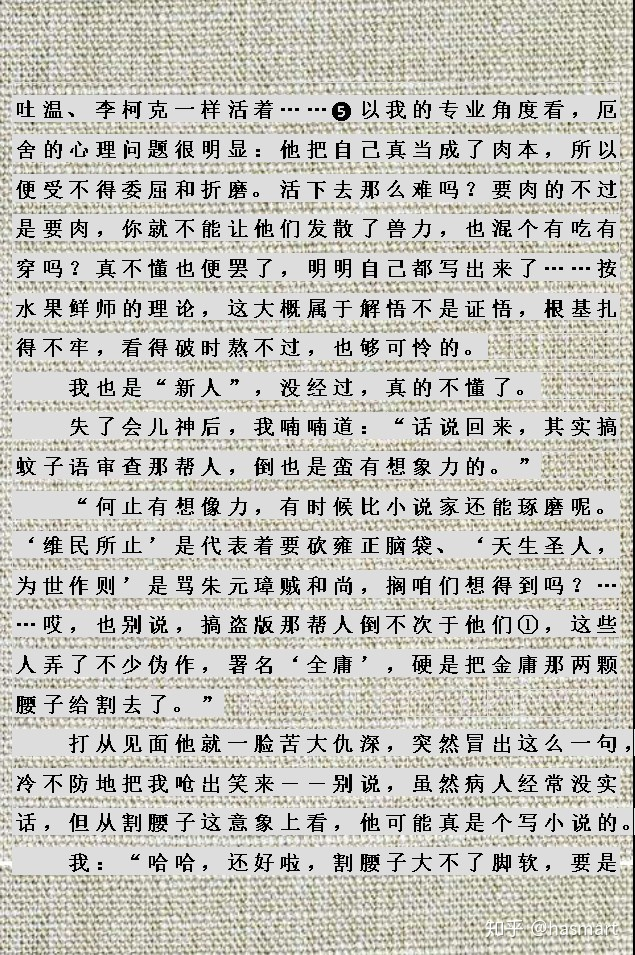 吐温、李柯克一样活着……❺以我的专业角度看，厄
舍的心理问题很明显：他把自己真当成了肉本，所以
便受不得委屈和折磨。活下去那么难吗？要肉的不过
是要肉，你就不能让他们发散了兽力，也混个有吃有
穿吗？真不懂也便罢了，明明自己都写出来了……按
水果鲜师的理论，这大概属于解悟不是证悟，根基扎
得不牢，看得破时熬不过，也够可怜的。
我也是“新人”，没经过，真的不懂了。
失了会儿神后，我喃喃道：“话说回来，其实搞
蚊子语审查那帮人，倒也是蛮有想象力的。”
“何止有想像力，有时候比小说家还能琢磨呢。
‘维民所止’是代表着要砍雍正脑袋、‘天生圣人，
为世作则’是骂朱元璋贼和尚，搁咱们想得到吗？…
…哎，也别说，搞盗版那帮人倒不次于他们①，这些
人弄了不少伪作，署名‘全庸’，硬是把金庸那两颗
腰子给割去了。”
打从见面他就一脸苦大仇深，突然冒出这么一句，
冷不防地把我呛出笑来——别说，虽然病人经常没实
话，但从割腰子这意象上看，他可能真是个写小说的。
我：“哈哈，还好啦，割腰子大不了脚软，要是
知乎 @hasmart